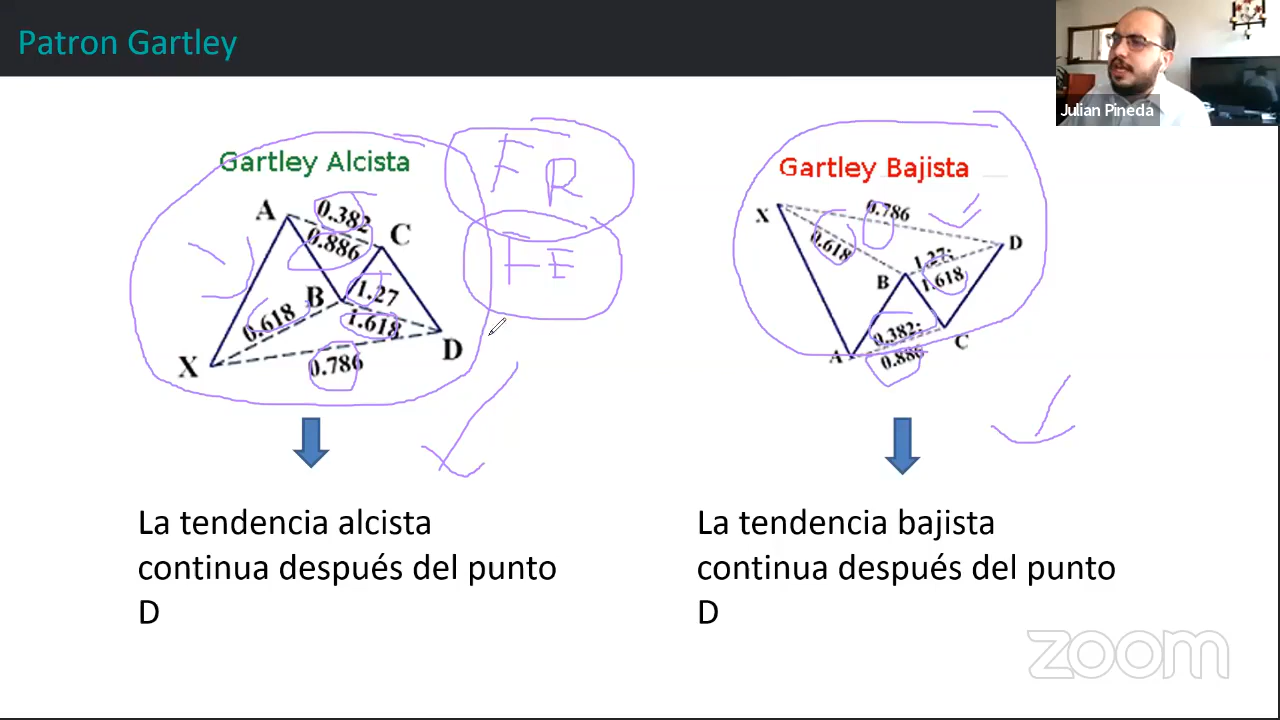 Patron Gartley
Julian Pineda
Gartley Alcista
F R
F E
A
0.382
0.886
C
B
1.27
1.618
0.618
X
D
0.786
Gartley Bajista
X
0.786
0.618
D
B
1.27:
1.618
0.382:
A
0.886
C
La tendencia alcista
continua después del punto
D
La tendencia bajista
continua después del punto
D
zoom